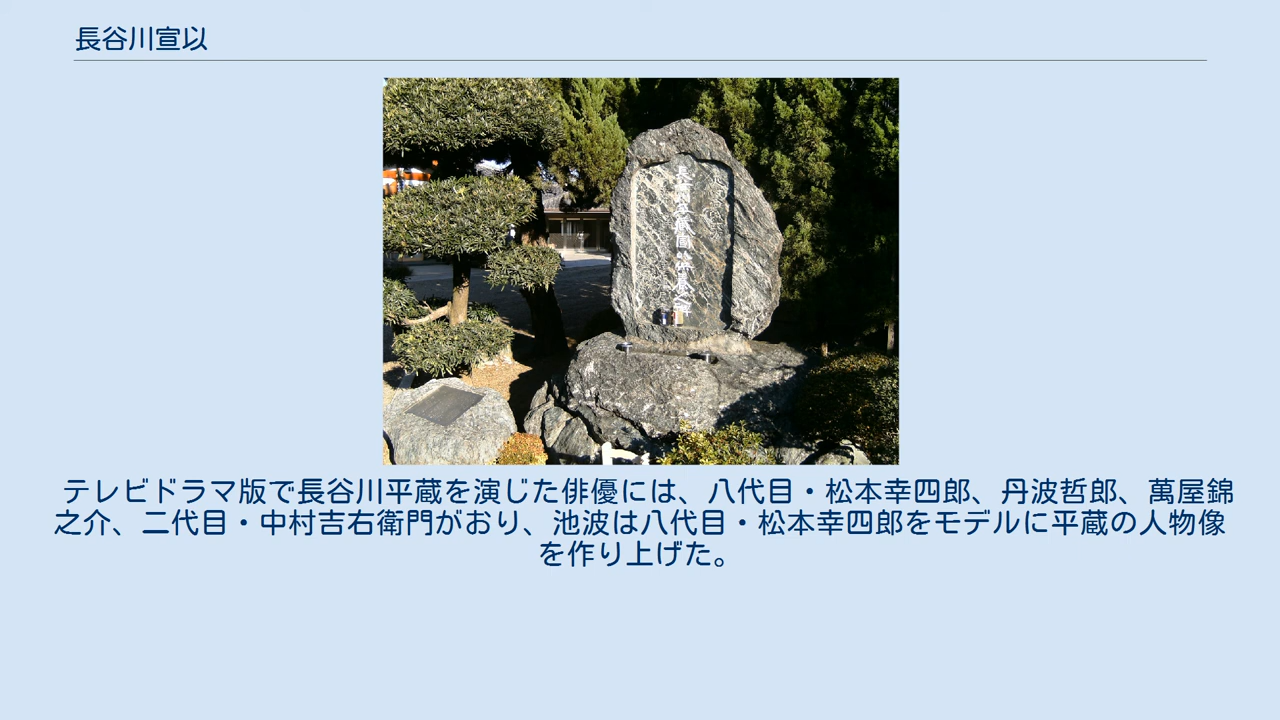 長谷川宣以
テレビドラマ版で長谷川平蔵を演じた俳優には、八代目・松本幸四郎、丹波哲郎、萬屋錦
之介、二代目・中村吉右衛門がおり、池波は八代目・松本幸四郎をモデルに平蔵の人物像
を作り上げた。